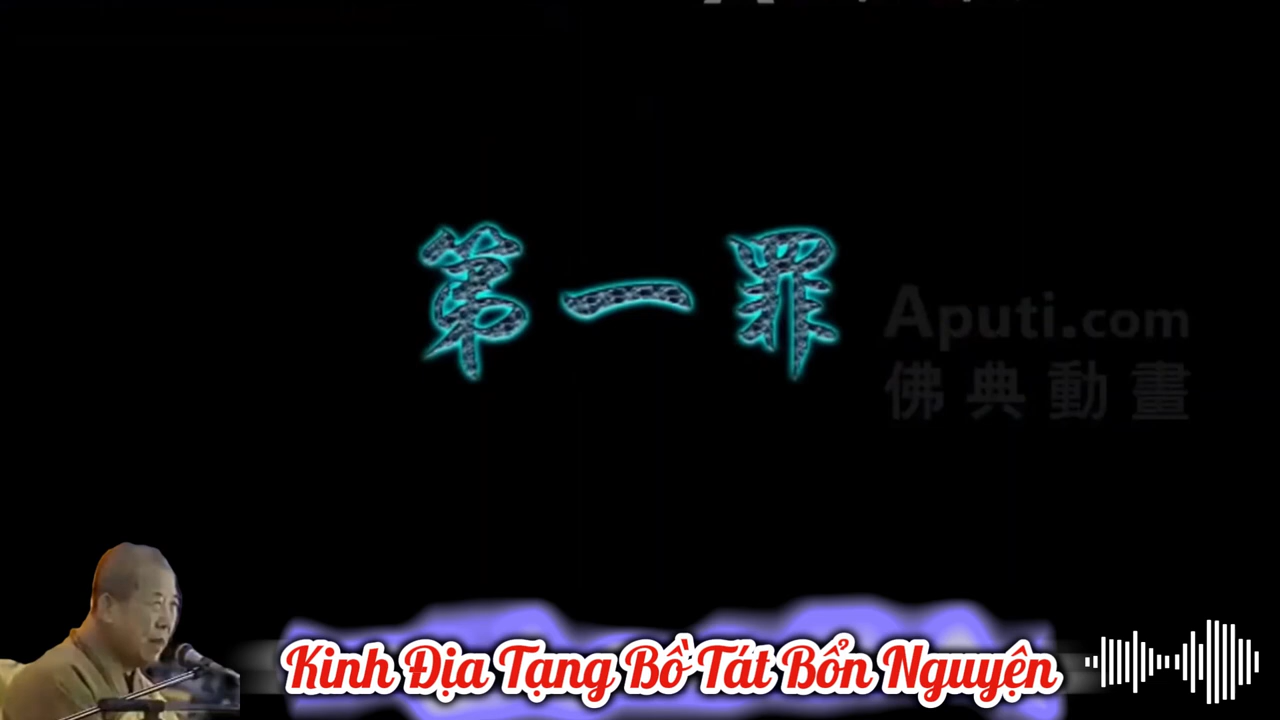 第一罪
Aputi.com
佛典動畫
Kinh Địa Tạng Bồ Tát Bổn Nguyện